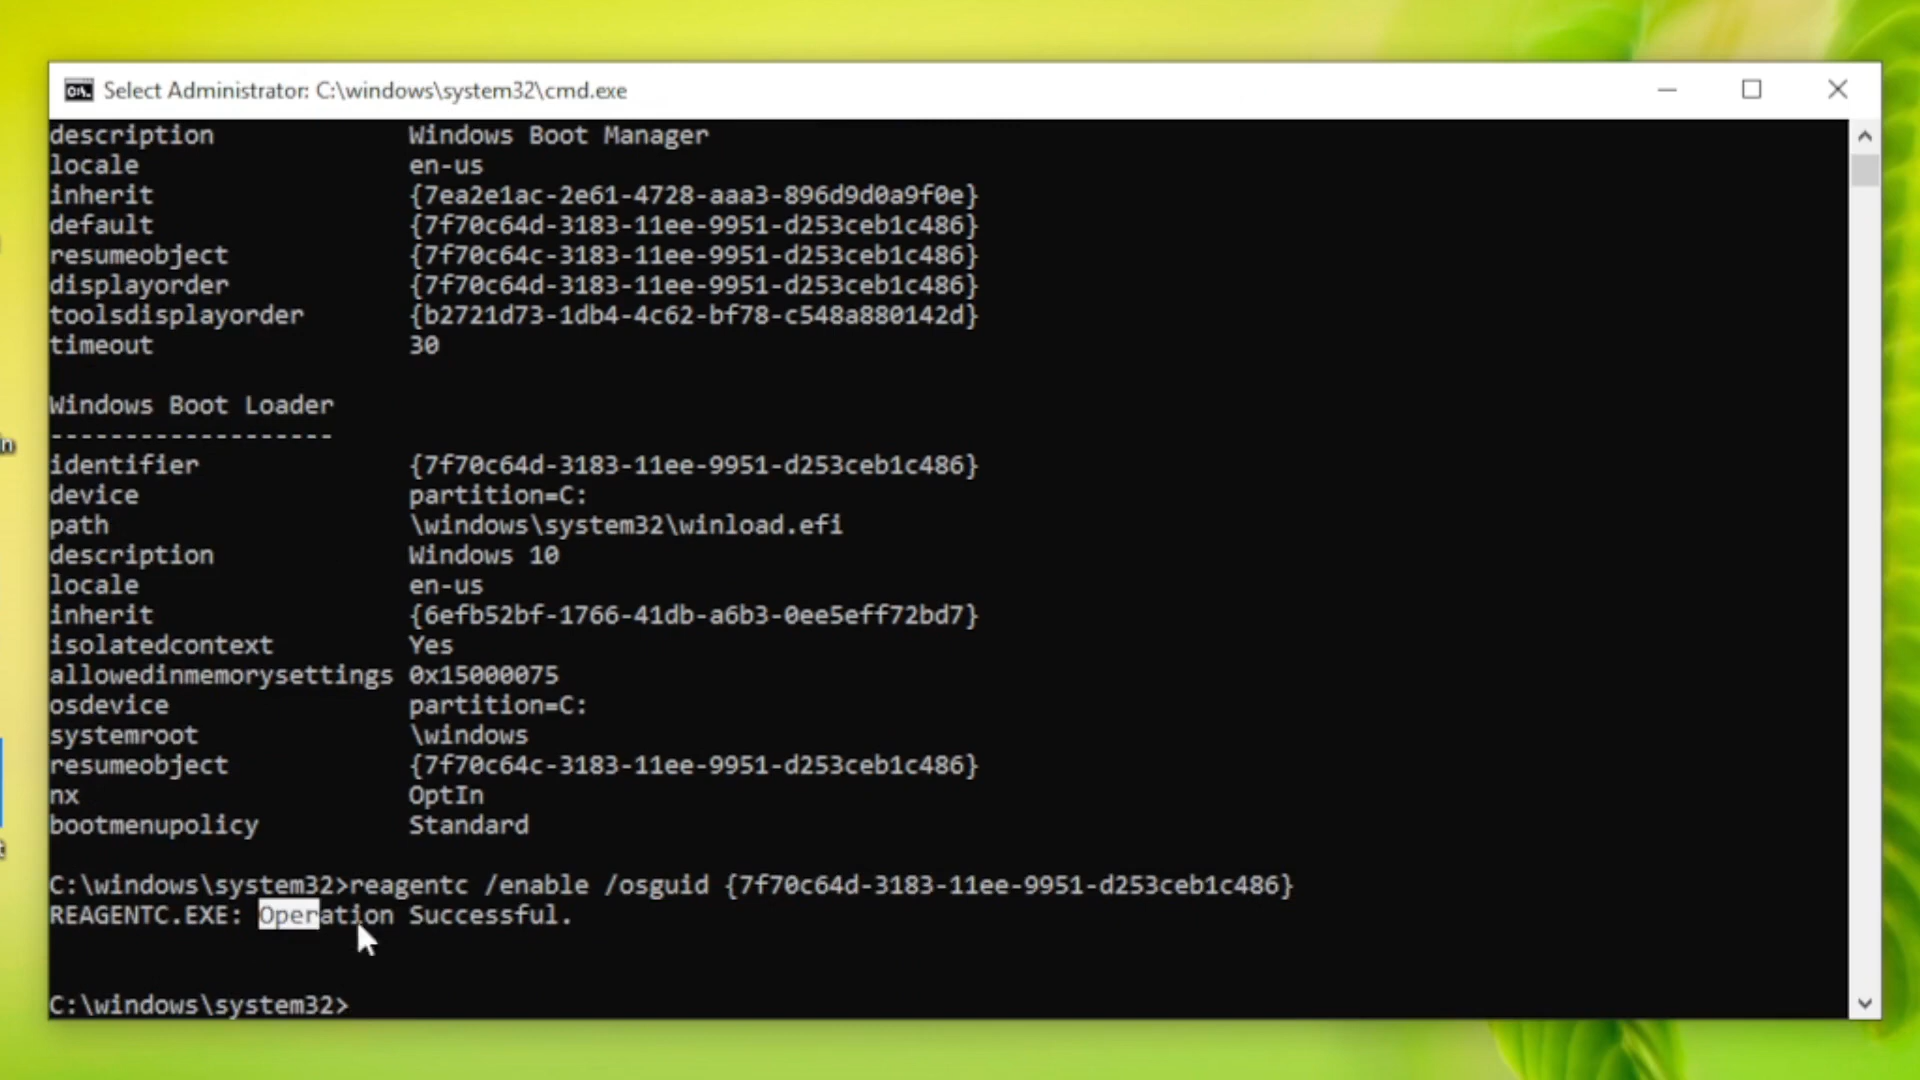 Select Administrator: C:\windows\system32\cmd.exe
description Windows Boot Manager
locale en-us
inherit {7ea2e1ac-2e61-4728-aaa3-896d9d0a9f0e}
default {7f70c64d-3183-11ee-9951-d253ceb1c486}
resumeobject {7f70c64c-3183-11ee-9951-d253ceb1c486}
displayorder {7f70c64d-3183-11ee-9951-d253ceb1c486}
toolsdisplayorder {b2721d73-1db4-4c62-bf78-c548a880142d}
timeout 30
Windows Boot Loader
-------------------
identifier {7f70c64d-3183-11ee-9951-d253ceb1c486}
device partition=C:
path \windows\system32\winload.efi
description Windows 10
locale en-us
inherit {6efb52bf-1766-41db-a6b3-0ee5eff72bd7}
isolatedcontext Yes
allowedinmemorysettings 0x15000075
osdevice partition=C:
systemroot \windows
resumeobject {7f70c64c-3183-11ee-9951-d253ceb1c486}
nx OptIn
bootmenupolicy Standard
C:\windows\system32>reagentc /enable /osguid {7f70c64d-3183-11ee-9951-d253ceb1c486}
REAGENTC.EXE: Operation Successful.
C:\windows\system32>